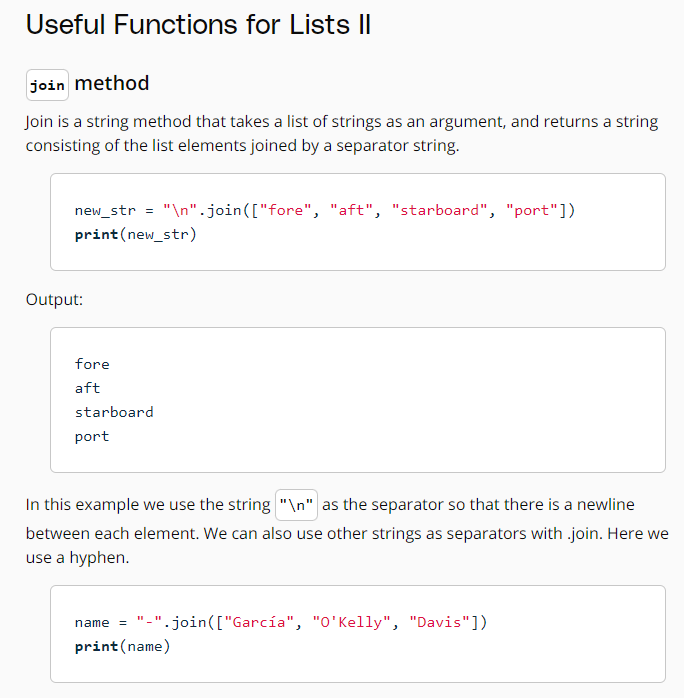 Useful Functions for Lists II
join method
Join is a string method that takes a list of strings as an argument, and returns a string
consisting of the list elements joined by a separator string.
new_str = "\n".join(["fore", "aft", "starboard", "port"])
print(new_str)
Output:
fore
aft
starboard
port
In this example we use the string "\n" as the separator so that there is a newline
between each element. We can also use other strings as separators with .join. Here we
use a hyphen.
name = "-".join(["García", "O'Kelly", "Davis"])
print(name)